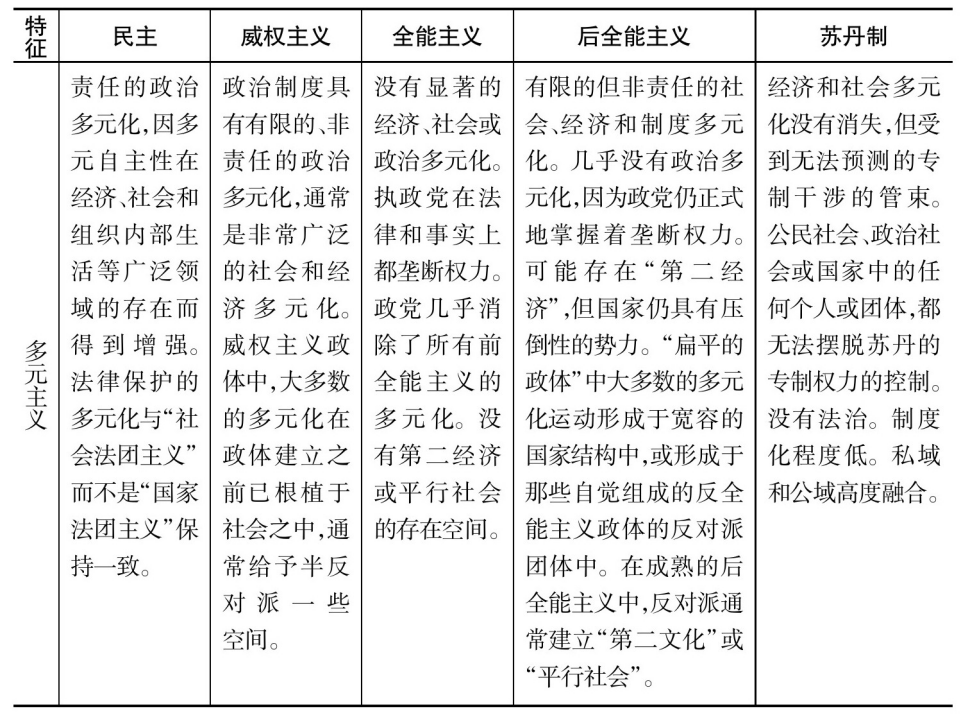 特征
民主
威权主义
全能主义
后全能主义
苏丹制
多元主义
责任的政治
多元化,因多
元自主性在
经济、社会和
组织内部生
活等广泛领
域的存在而
得到增强。
法律保护的
多元化与“社
会法团主义”
而不是“国家
法团主义”保
持一致。
政治制度具
有有限的、非
责任的政治
多元化,通常
是非常广泛
的社会和经
济多元化。
威权主义政
体中,大多数
的多元化在
政体建立之
前已根植于
社会之中,通
常给予半反
对派一些
空间。
没有显著的
经济、社会或
政治多元化。
执政党在法
律和事实上
都垄断权力。
政党几乎消
除了所有前
全能主义的
多元化。没
有第二经济
或平行社会
的存在空间。
有限的但非责任的社
会、经济和制度多元
化。几乎没有政治多
元化,因为政党仍正式
地掌握着垄断权力。
可能存在“第二经
济”,但国家仍具有压
倒性的势力。“扁平的
政体”中大多数的多元
化运动形成于宽容的
国家结构中,或形成于
那些自觉组成的反全
能主义政体的反对派
团体中。在成熟的后
全能主义中,反对派通
常建立“第二文化”或
“平行社会”。
经济和社会多元
化没有消失,但受
到无法预测的专
制干涉的管束。
公民社会、政治社
会或国家中的任
何个人或团体,都
无法摆脱苏丹的
专制权力的控制。
没有法治。制度
化程度低。私域
和公域高度融合。